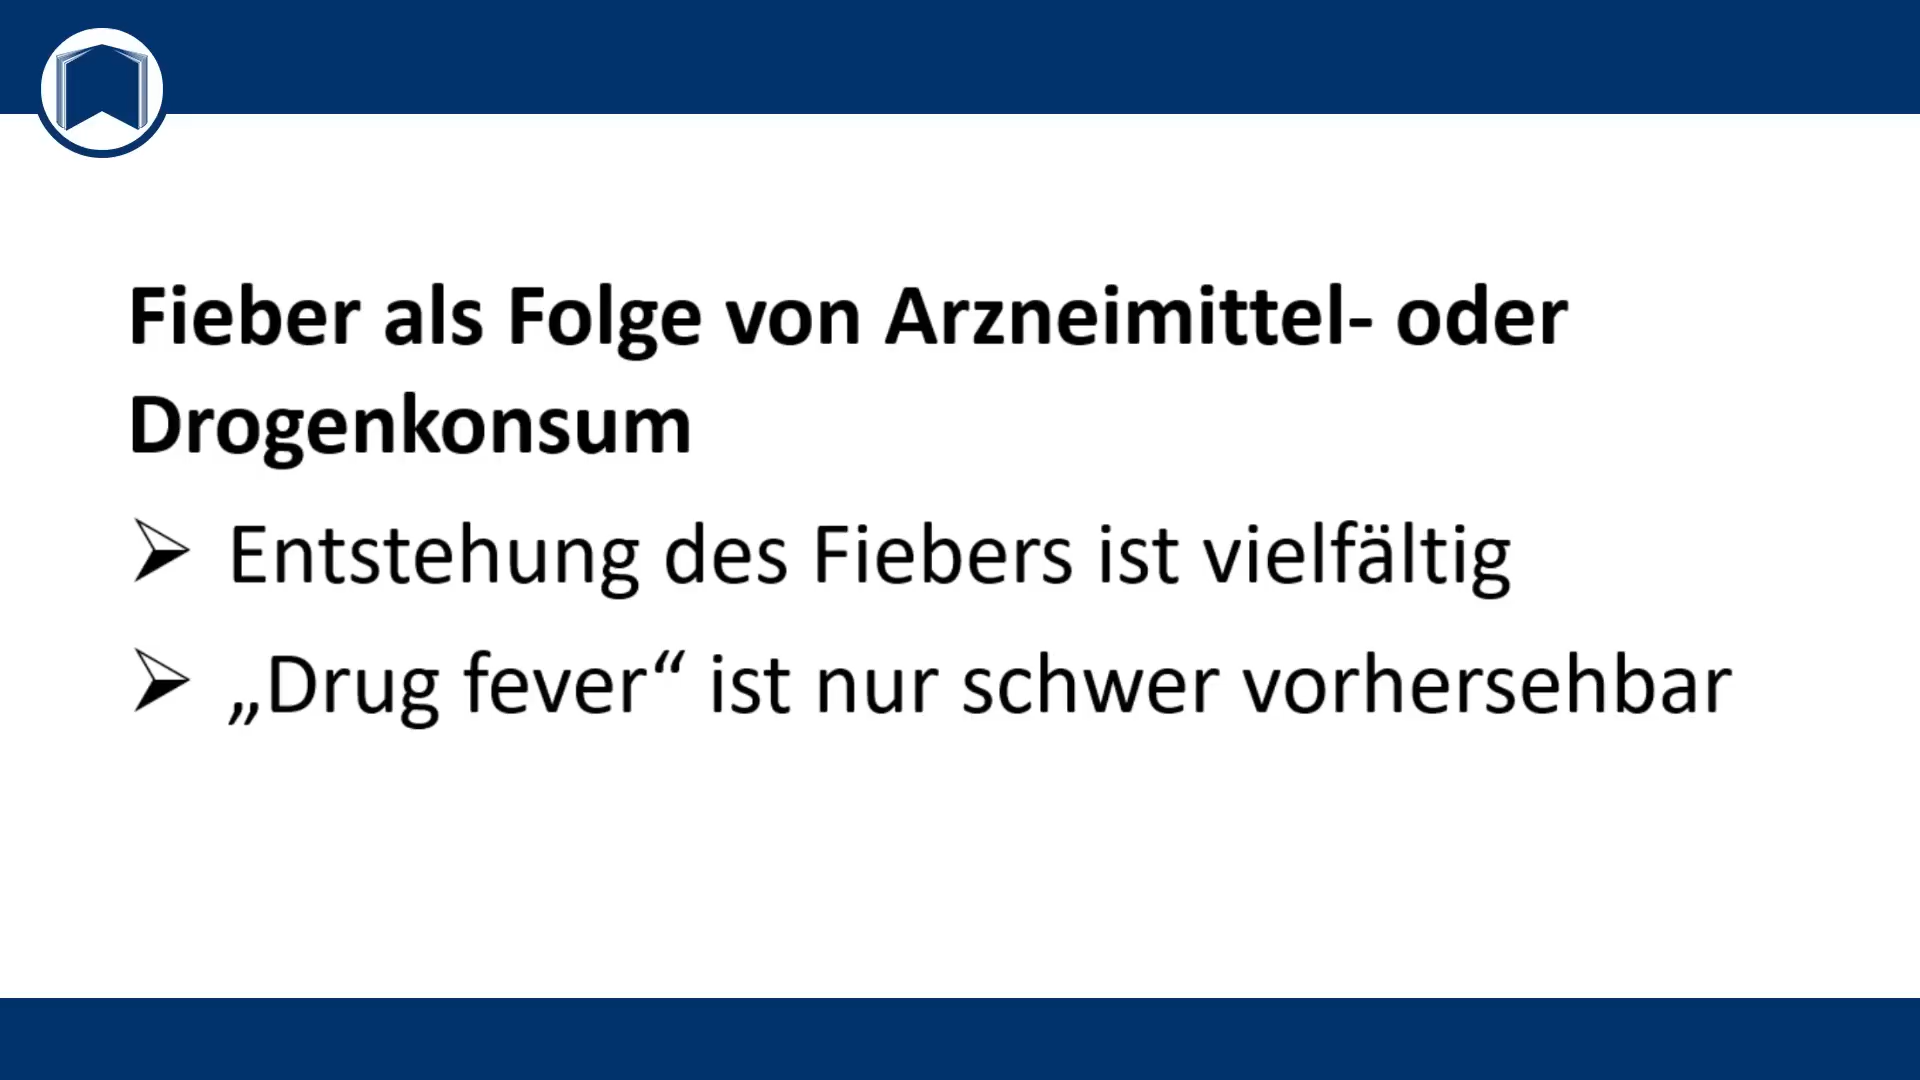 Fieber als Folge von Arzneimittel- oder
Drogenkonsum
➢ Entstehung des Fiebers ist vielfältig
➢ „Drug fever“ ist nur schwer vorhersehbar